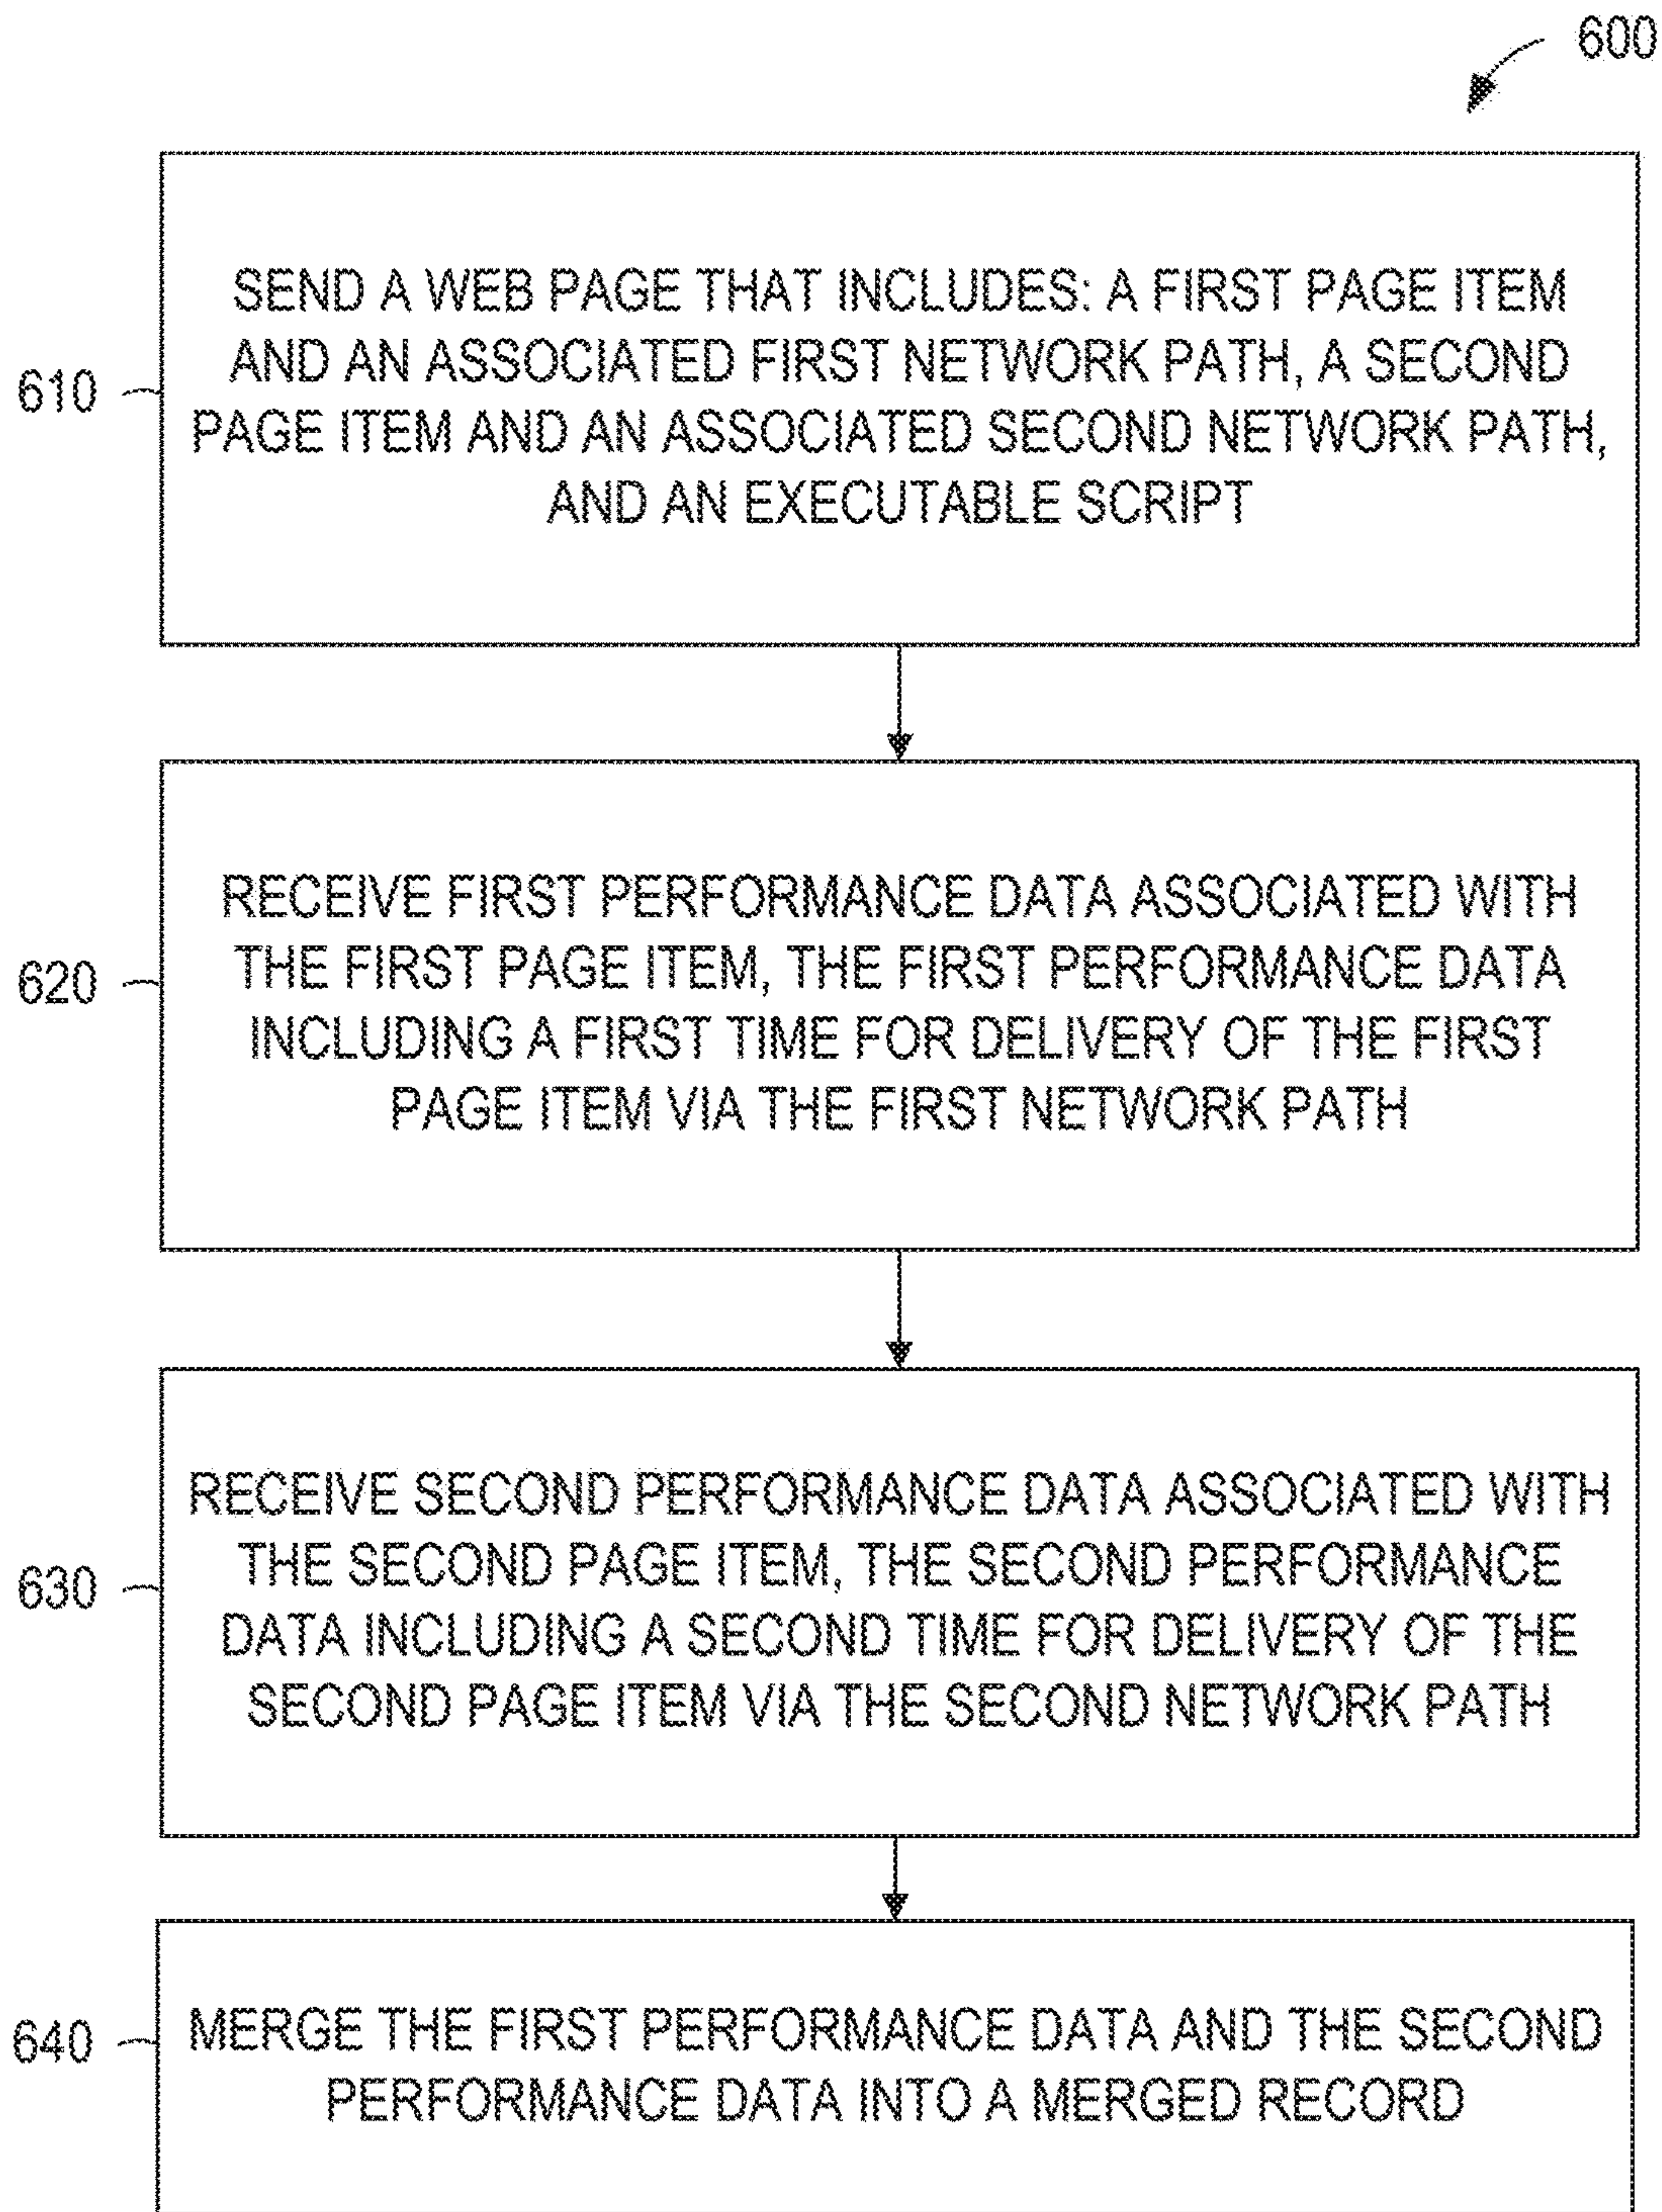 600
610
SEND A WEB PAGE THAT INCLUDES: A FIRST PAGE ITEM
AND AN ASSOCIATED FIRST NETWORK PATH, A SECOND
PAGE ITEM AND AN ASSOCIATED SECOND NETWORK PATH,
AND AN EXECUTABLE SCRIPT
620
RECEIVE FIRST PERFORMANCE DATA ASSOCIATED WITH
THE FIRST PAGE ITEM, THE FIRST PERFORMANCE DATA
INCLUDING A FIRST TIME FOR DELIVERY OF THE FIRST
PAGE ITEM VIA THE FIRST NETWORK PATH
630
RECEIVE SECOND PERFORMANCE DATA ASSOCIATED WITH
THE SECOND PAGE ITEM, THE SECOND PERFORMANCE
DATA INCLUDING A SECOND TIME FOR DELIVERY OF THE
SECOND PAGE ITEM VIA THE SECOND NETWORK PATH
640
MERGE THE FIRST PERFORMANCE DATA AND THE SECOND
PERFORMANCE DATA INTO A MERGED RECORD